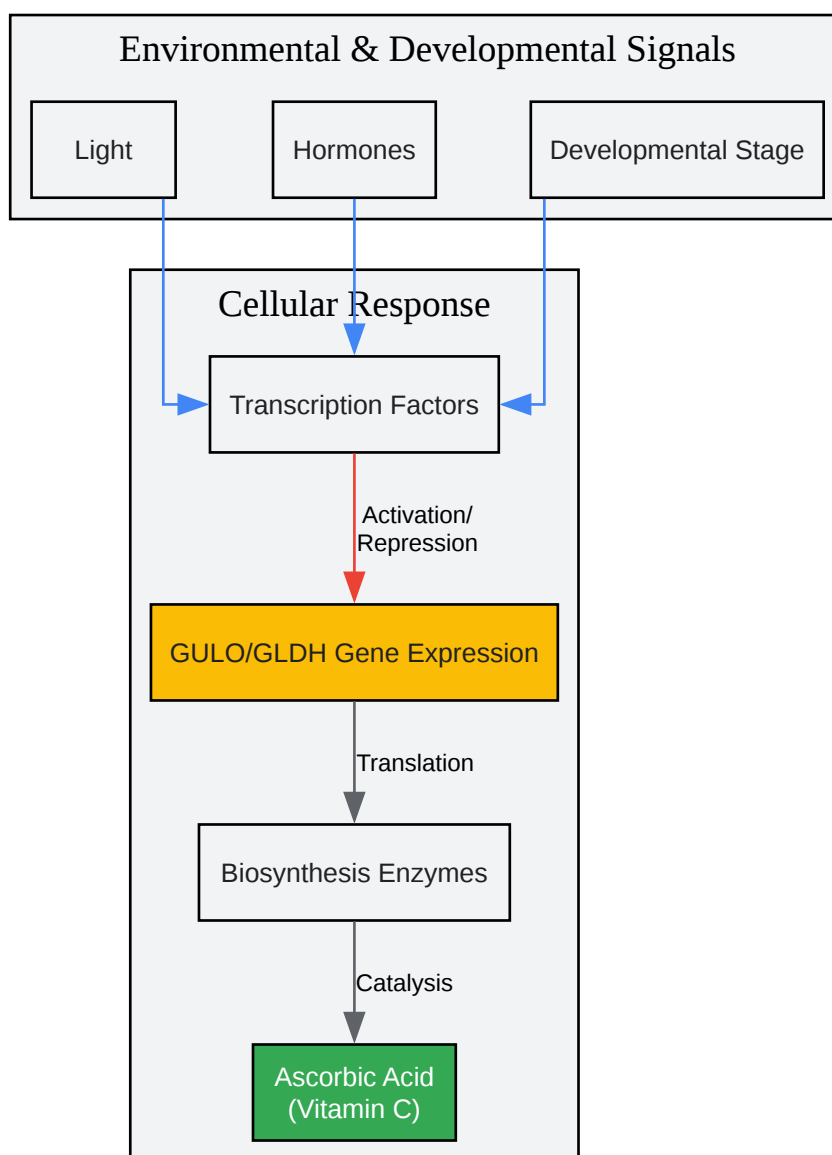 Environmental & Developmental Signals
Light
Hormones
Developmental Stage
Cellular Response
Transcription Factors
Activation/
Repression
GULO/GLDH Gene Expression
Translation
Biosynthesis Enzymes
Catalysis
Ascorbic Acid
(Vitamin C)